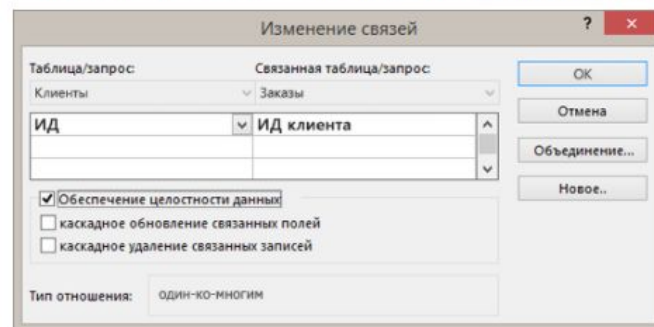 Изменение связей ? ×
Таблица/запрос: Связанная таблица/запрос:
Клиенты Заказы
ИД ИД клиента
Обеспечение целостности данных
каскадное обновление связанных полей
каскадное удаление связанных записей
Тип отношения: один-ко-многим
ОК
Отмена
Объединение...
Новое..